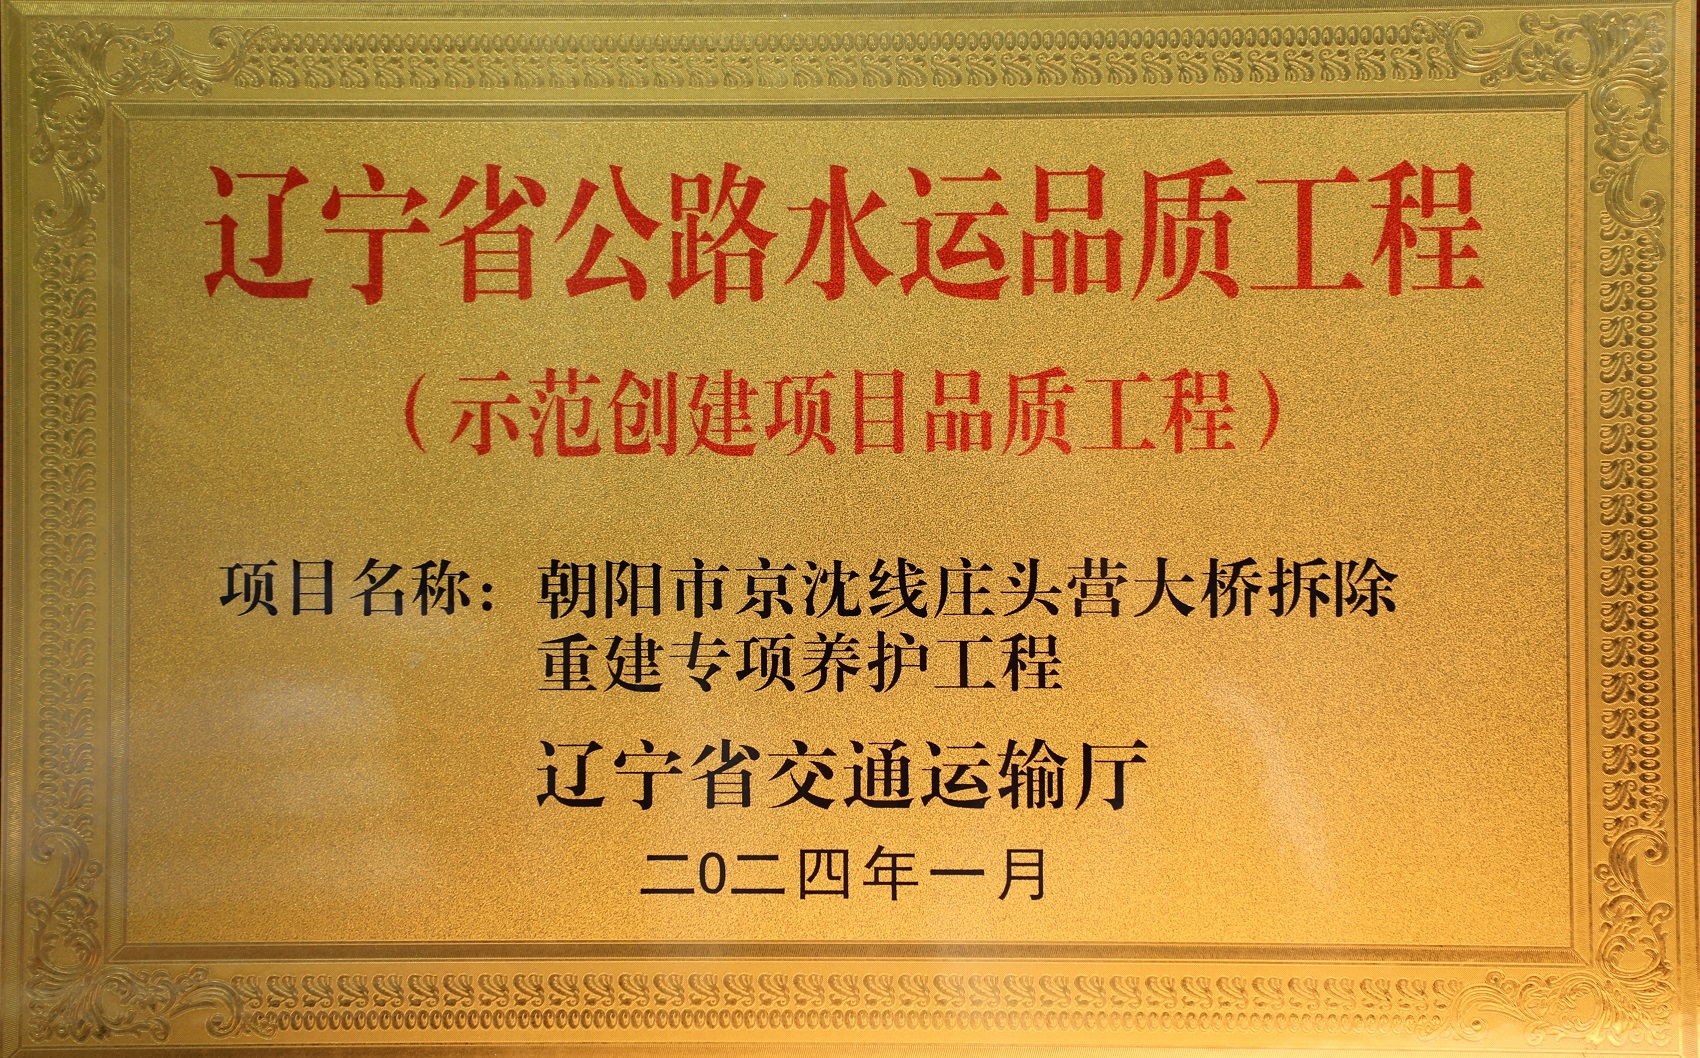 辽宁省公路水运品质工程
（示范创建项目品质工程）
项目名称：朝阳市京沈线庄头营大桥拆除
重建专项养护工程
辽宁省交通运输厅
二0二四年一月